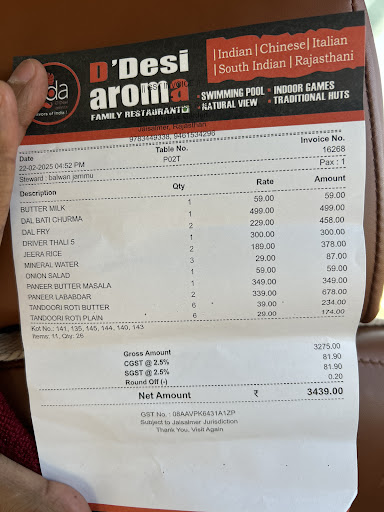 D'Desi
aroma
FAMILY RESTAURANT
|Indian|Chinese|Italian
|South Indian|Rajasthani
SWIMMING POOL
INDOOR GAMES
NATURAL VIEW
TRADITIONAL HUTS
Jaisalmer, Rajasthan
9783449338, 9461534296
Date Table No. Invoice No.
22-02-2025 04:52 PM P02T 16268
Steward : balwan jammu Pax : 1
Description Qty Rate Amount
BUTTER MILK 1 59.00 59.00
DAL BATI CHURMA 1 499.00 499.00
DAL FRY 2 229.00 458.00
DRIVER THALI S 1 300.00 300.00
JEERA RICE 2 189.00 378.00
MINERAL WATER 3 29.00 87.00
ONION SALAD 1 59.00 59.00
PANEER BUTTER MASALA 1 349.00 349.00
PANEER LABABDAR 2 339.00 678.00
TANDOORI ROTI BUTTER 6 39.00 234.00
TANDOORI ROTI PLAIN 6 29.00 174.00
Kot No.: 141, 135, 145, 144, 140, 143
Items: 11, Qty: 26
Gross Amount 3275.00
CGST @ 2.5% 81.90
SGST @ 2.5% 81.90
Round Off (-) 0.20
Net Amount ₹ 3439.00
GST No. : 08AAVPK6431A1ZP
Subject to Jaisalmer Jurisdiction
Thank You, Visit Again